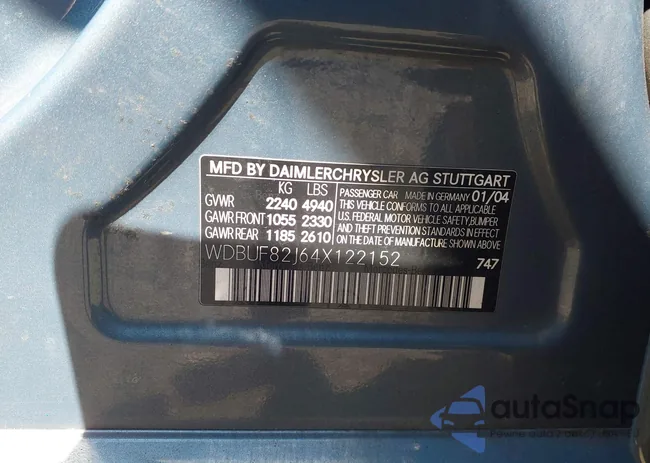 MFD BY DAIMLERCHRYSLER AG STUTTGART
KG LBS
GVWR 2240 4940
GAWR FRONT 1055 2330
GAWR REAR 1185 2610
PASSENGER CAR MADE IN GERMANY 01/04
THIS VEHICLE CONFORMS TO ALL APPLICABLE
U.S. FEDERAL MOTOR VEHICLE SAFETY, BUMPER
AND THEFT PREVENTION STANDARDS IN EFFECT
ON THE DATE OF MANUFACTURE SHOWN ABOVE.
WDBUF82J64X122152 747
autoSnap